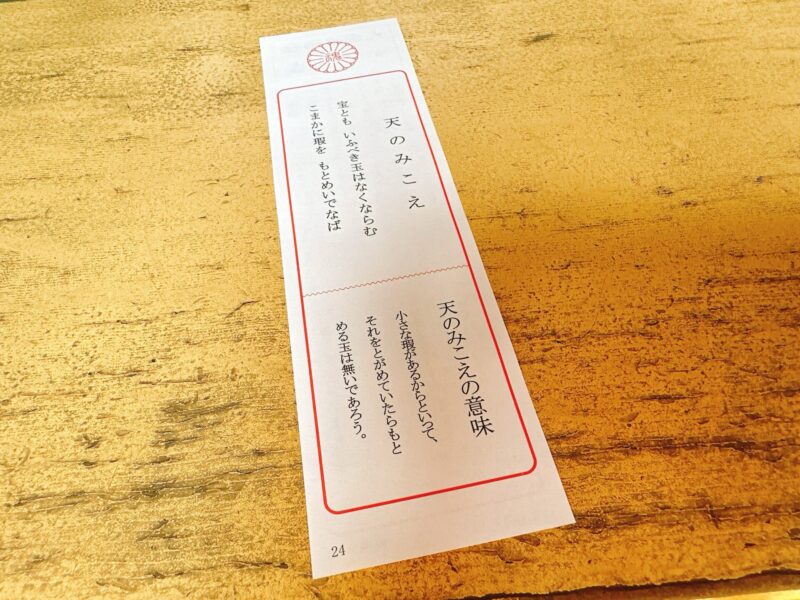 天のみこえ
宝とも いふべき玉はなくならむ
こまかに瑕を もとめいでなば
天のみこえの意味
小さな瑕があるからといって、
それをとがめていたらもと
める玉は無いであろう。
24